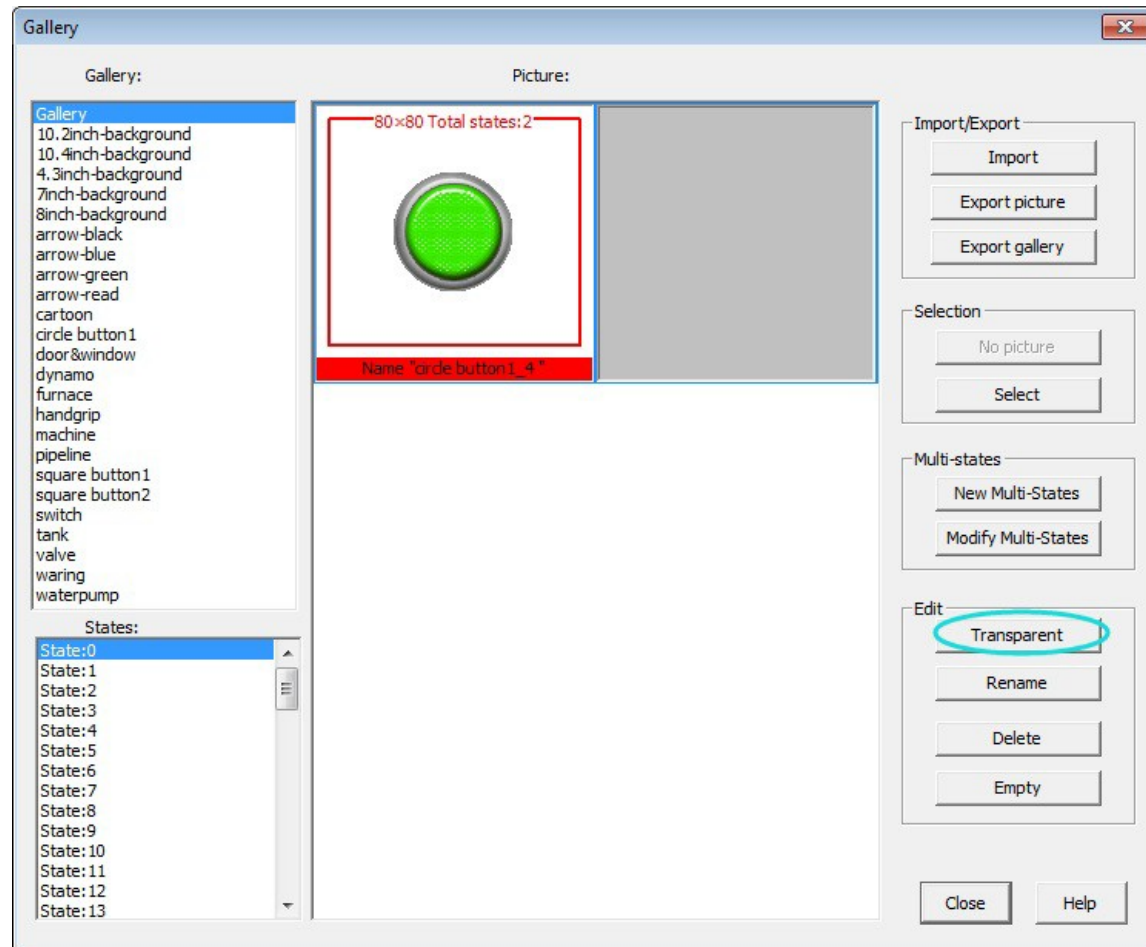 Gallery
Gallery:
Picture:
Gallery
10.2inch-background
10.4inch-background
4.3inch-background
7inch-background
8inch-background
arrow-black
arrow-blue
arrow-green
arrow-read
cartoon
circle button1
door&window
dynamo
furnace
handgrip
machine
pipeline
square button1
square button2
switch
tank
valve
waring
waterpump
States:
State:0
State:1
State:2
State:3
State:4
State:5
State:6
State:7
State:8
State:9
State:10
State:11
State:12
State:13
80×80 Total states:2
Name "circle button1_4 "
Import/Export
Import
Export picture
Export gallery
Selection
No picture
Select
Multi-states
New Multi-States
Modify Multi-States
Edit
Transparent
Rename
Delete
Empty
Close
Help